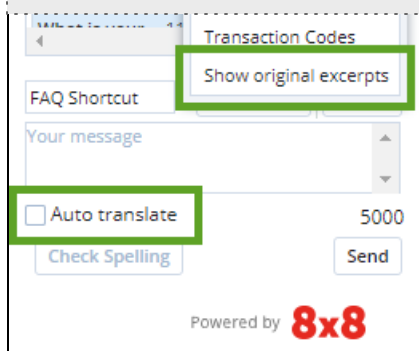 Transaction Codes
Show original excerpts
FAQ Shortcut
Your message
Auto translate
5000
Check Spelling
Send
Powered by 8x8